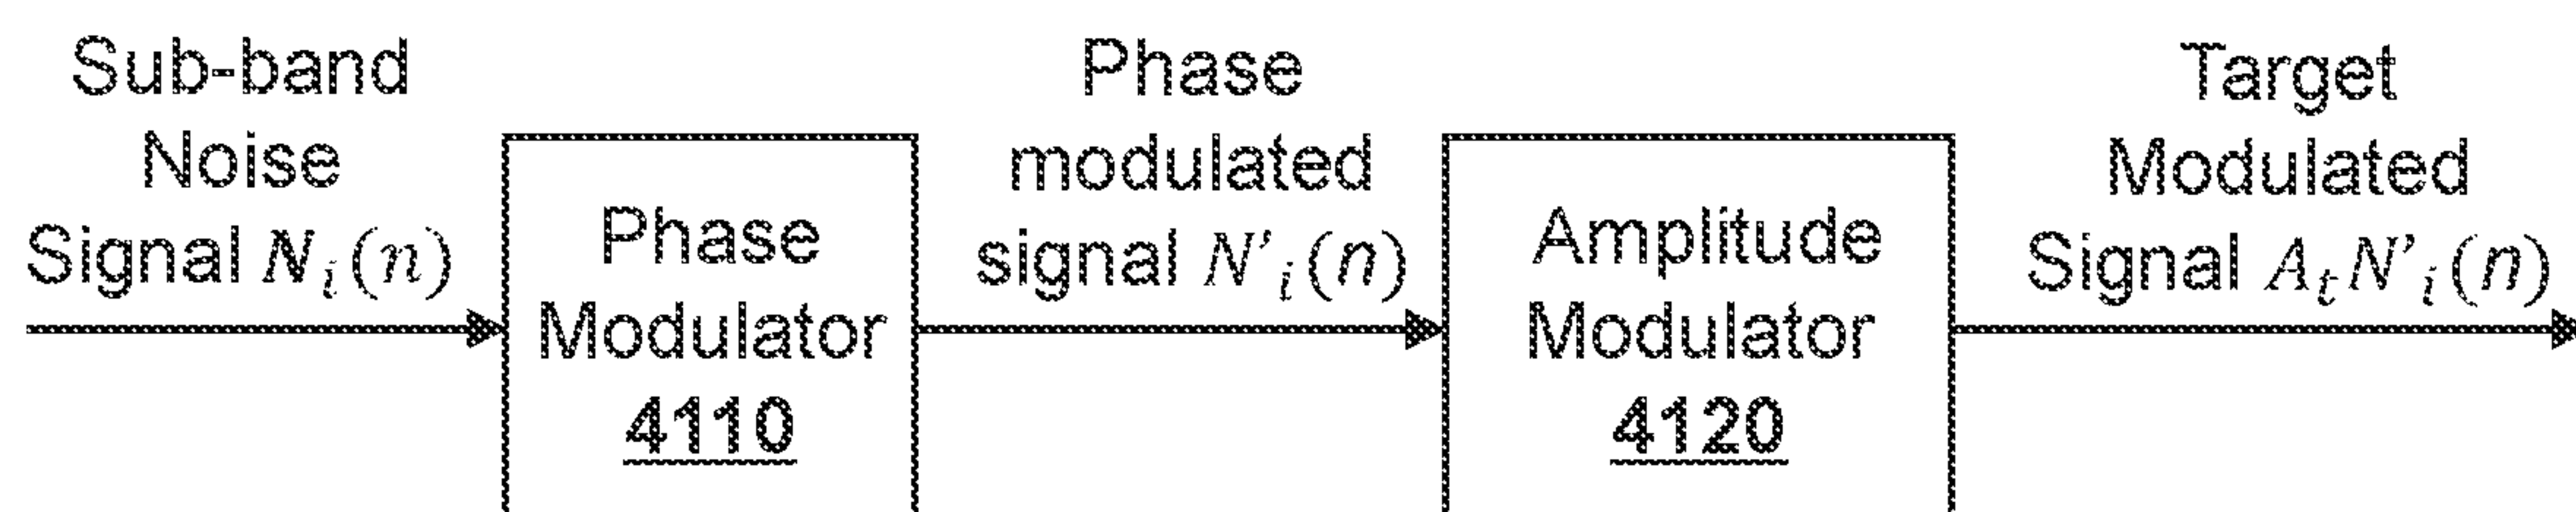 Sub-band
Noise
Signal N_i(n)
Phase
Modulator
4110
Phase
modulated
signal N'_i(n)
Amplitude
Modulator
4120
Target
Modulated
Signal A_tN'_i(n)